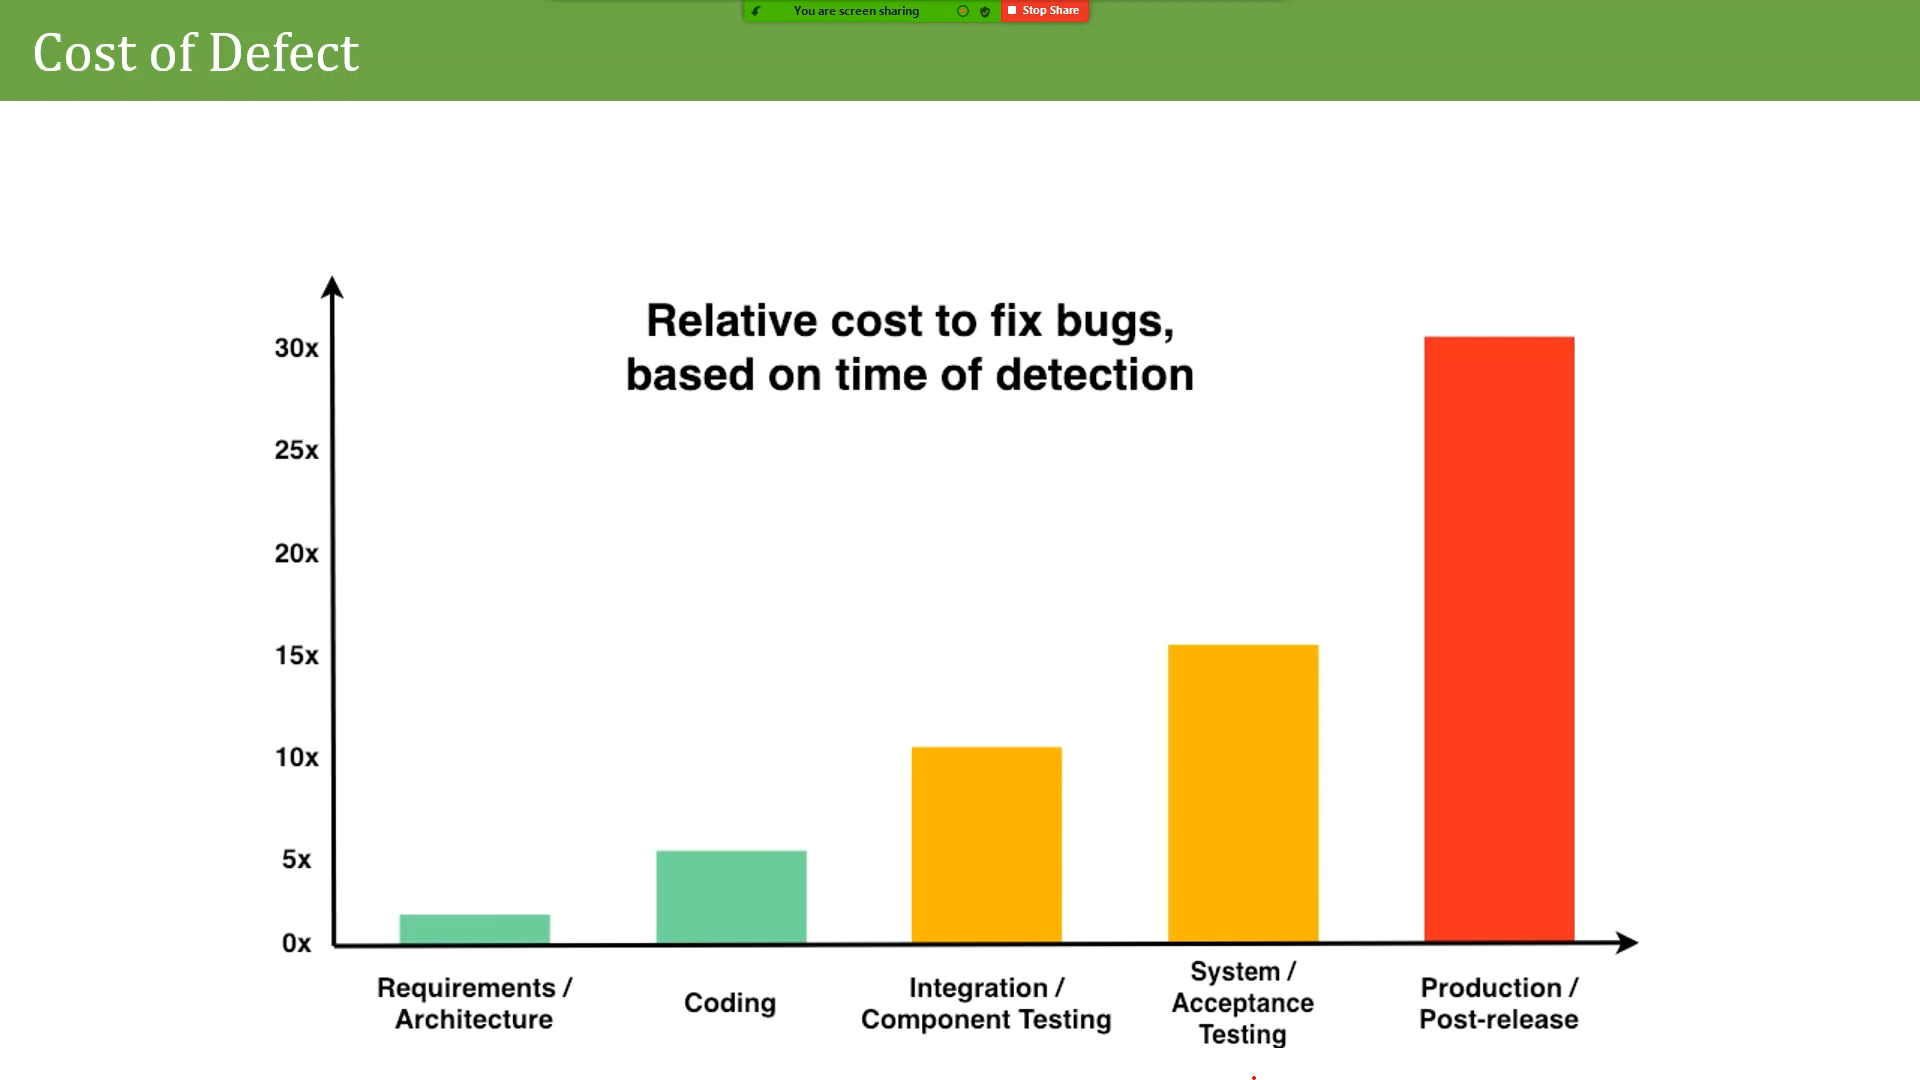 You are screen sharing
Stop Share
Cost of Defect
Relative cost to fix bugs,
based on time of detection
30x
25x
20x
15x
10x
5x
0x
Requirements /
Architecture
Coding
Integration /
Component Testing
System /
Acceptance
Testing
Production /
Post-release